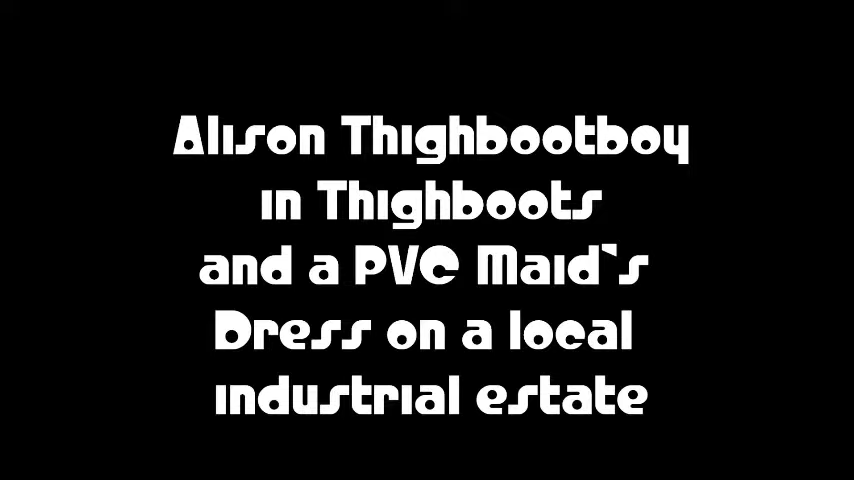 Alison Thighbootboy
in Thighboots
and a PVC Maid`s
Dress on a local
industrial estate